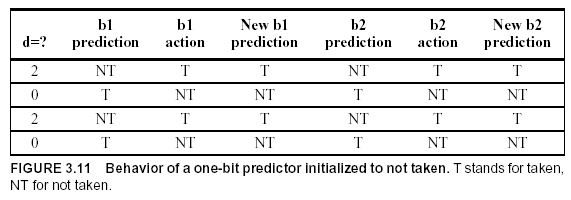 b1 b1 New b1 b2 b2 New b2
d=? prediction action prediction prediction action prediction
2 NT T T NT T T
0 T NT NT T NT NT
2 NT T T NT T T
0 T NT NT T NT NT
FIGURE 3.11 Behavior of a one-bit predictor initialized to not taken. T stands for taken,
NT for not taken.